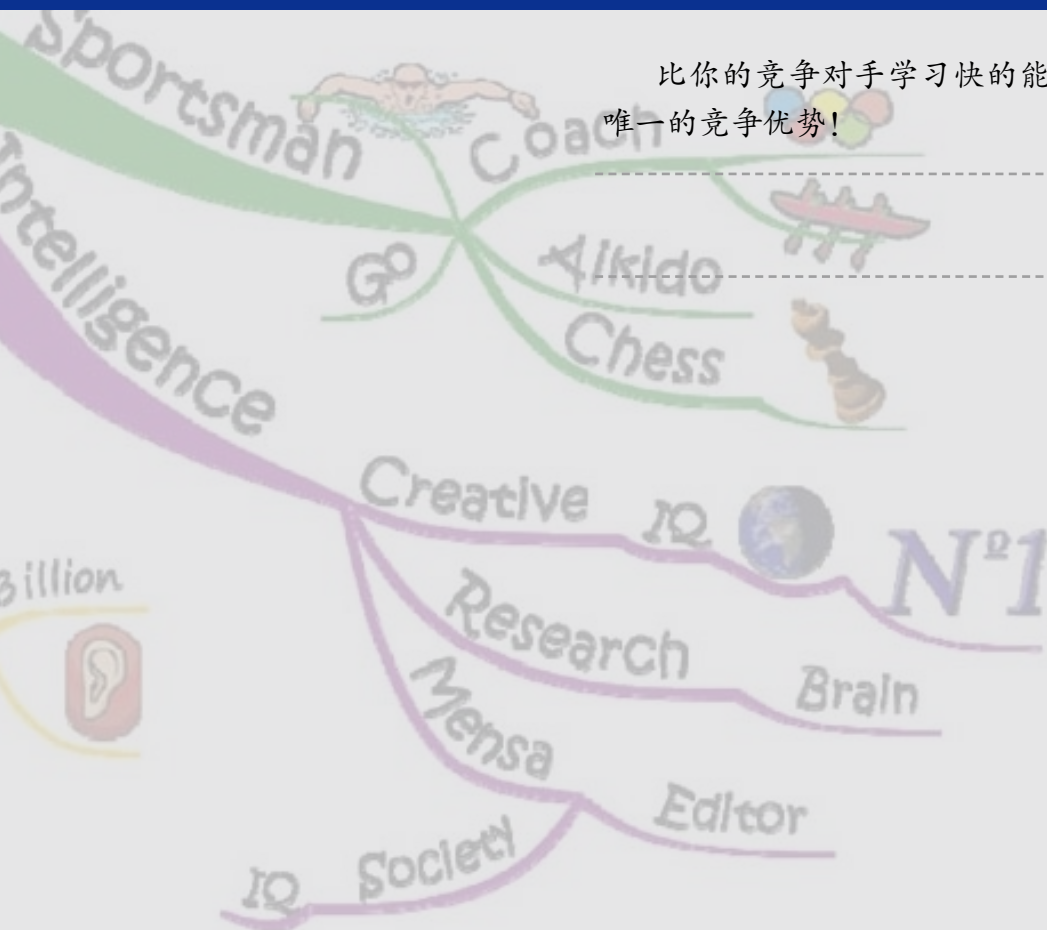 比你的竞争对手学习快的能
唯一的竞争优势!
Sportsman
Coach
Go
Aikido
Chess
Intelligence
Creative IQ Nº1
Research Brain
Mensa
Editor
Society
IQ
Billion